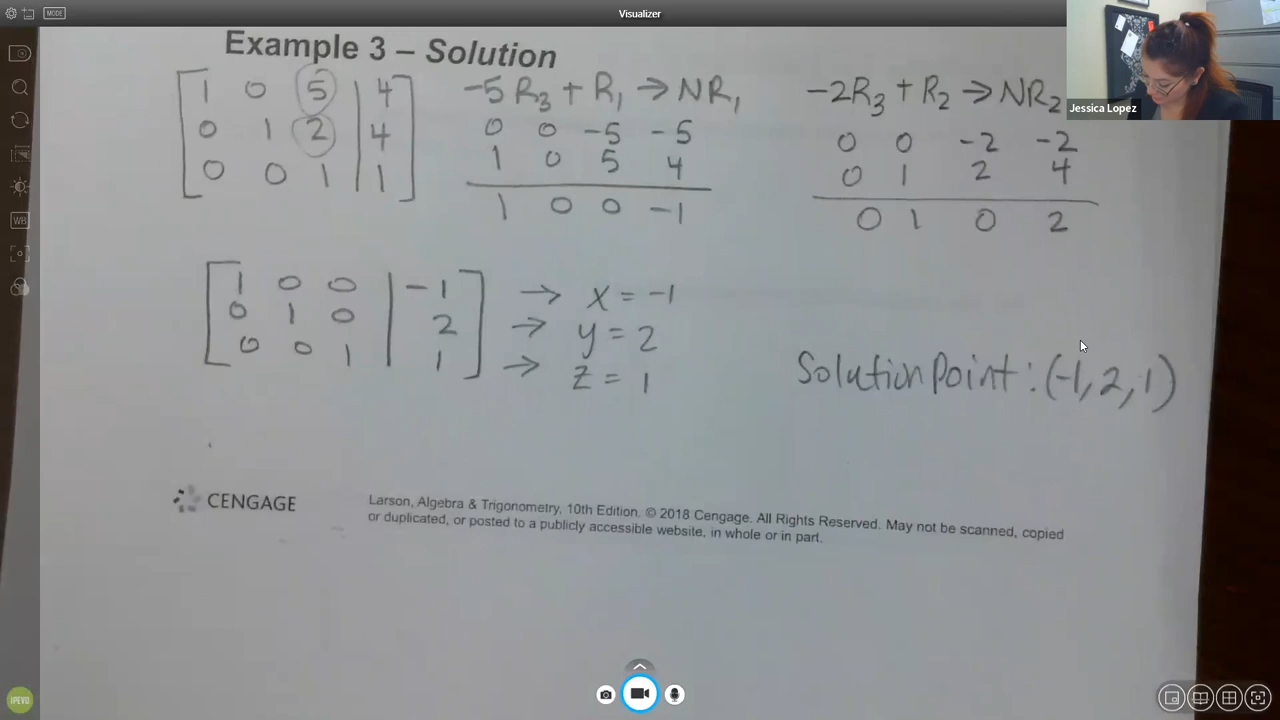 MODE
Visualizer
Jessica Lopez
WB
Example 3 – Solution
1 0 5 | 4
0 1 2 | 4
0 0 1 | 1
-5 R3 + R1 → NR1
0 0 -5 -5
1 0 5 4
1 0 0 -1
-2R3 + R2 → NR2
0 0 -2 -2
0 1 2 4
0 1 0 2
1 0 0 | -1 → x = -1
0 1 0 | 2 → y = 2
0 0 1 | 1 → z = 1
Solution Point: (-1, 2, 1)
CENGAGE
Larson, Algebra & Trigonometry, 10th Edition. © 2018 Cengage. All Rights Reserved. May not be scanned, copied
or duplicated, or posted to a publicly accessible website, in whole or in part.
IPEVO